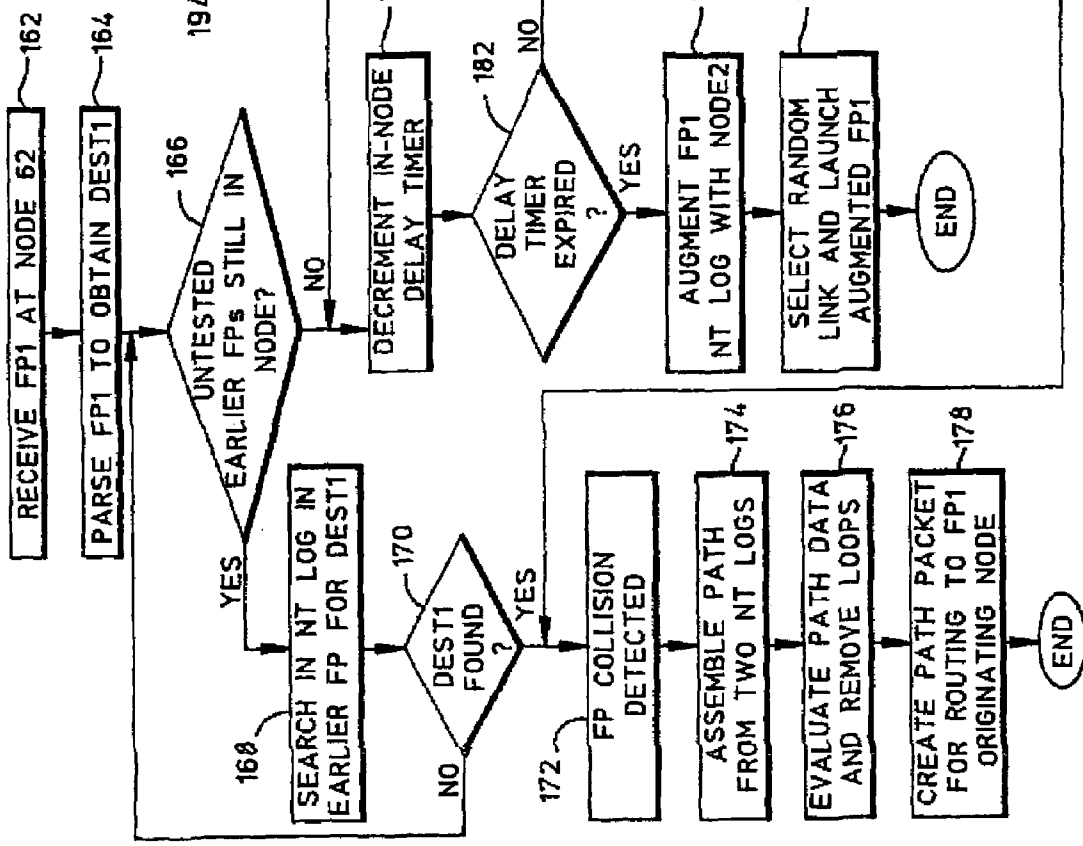 RECEIVE FP1 AT NODE 62
162
PARSE FP1 TO OBTAIN DEST1
164
194
UNTESTED
EARLIER FPs STILL IN
NODE?
166
YES
NO
168
SEARCH IN NT LOG IN
EARLIER FP FOR DEST1
DEST1
FOUND
?
170
NO
YES
172
FP COLLISION
DETECTED
ASSEMBLE PATH
FROM TWO NT LOGS
174
EVALUATE PATH DATA
AND REMOVE LOOPS
176
CREATE PATH PACKET
FOR ROUTING TO FP1
ORIGINATING NODE
178
END
DECREMENT IN-NODE
DELAY TIMER
DELAY
TIMER
EXPIRED
?
182
NO
YES
AUGMENT FP1
NT LOG WITH NODE2
SELECT RANDOM
LINK AND LAUNCH
AUGMENTED FP1
END